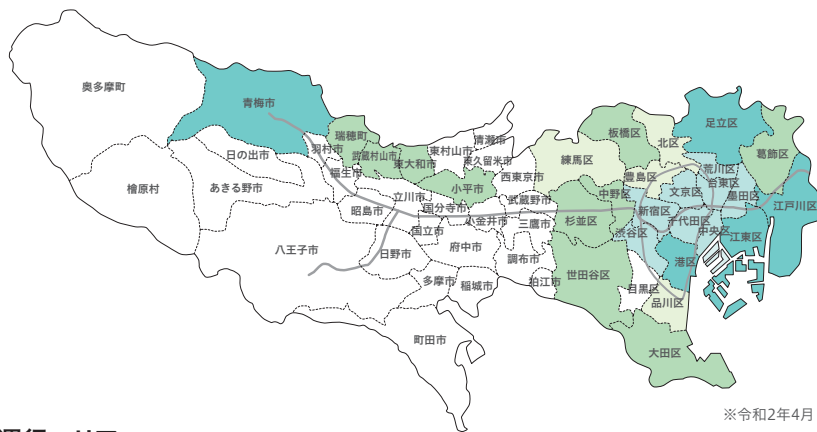 奥多摩町
青梅市
瑞穂町
羽村市
武蔵村山市
東大和市
東村山市
清瀬市
東久留米市
日の出市
福生市
小平市
西東京市
練馬区
板橋区
北区
足立区
葛飾区
檜原村
あきる野市
昭島市
立川市
国分寺市
小金井市
武蔵野市
三鷹市
杉並区
中野区
豊島区
文京区
荒川区
台東区
墨田区
江戸川区
新宿区
千代田区
渋谷区
中央区
江東区
港区
八王子市
日野市
国立市
府中市
調布市
狛江市
世田谷区
目黒区
品川区
多摩市
稲城市
町田市
大田区
※令和2年4月